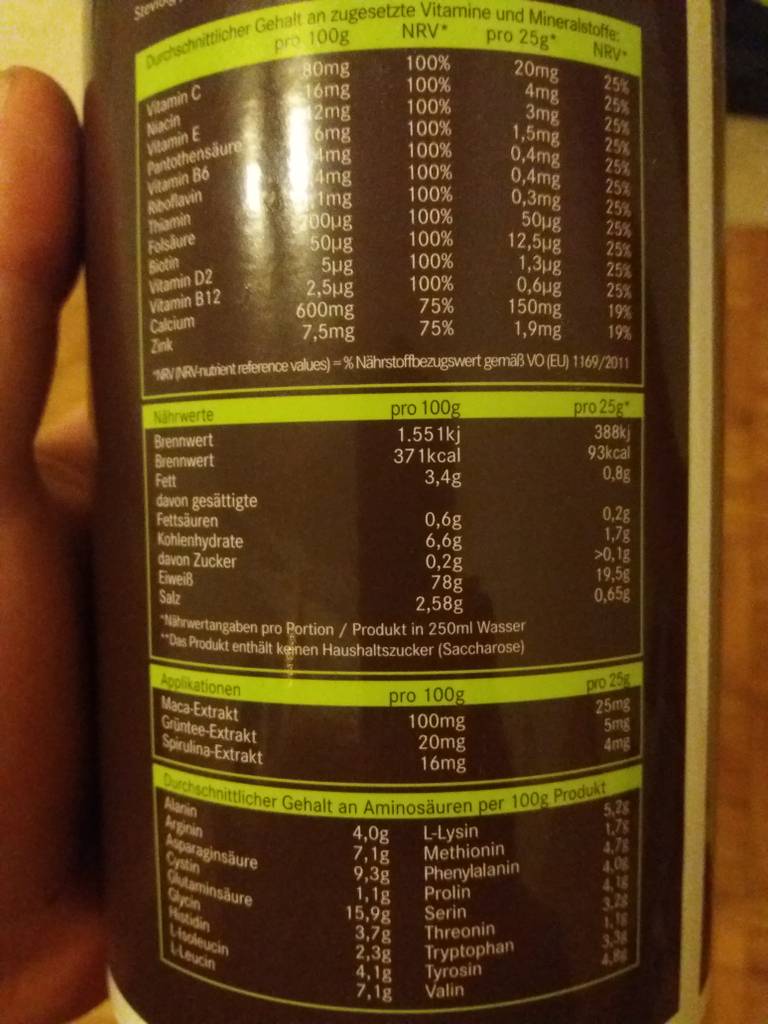 Durchschnittlicher Gehalt an zugesetzte Vitamine und Mineralstoffe:
pro 100g NRV* pro 25g* NRV*
Vitamin C 80mg 100% 20mg 25%
Niacin 16mg 100% 4mg 25%
Vitamin E 12mg 100% 3mg 25%
Pantothensäure 6mg 100% 1,5mg 25%
Vitamin B6 1,4mg 100% 0,4mg 25%
Riboflavin 1,4mg 100% 0,4mg 25%
Thiamin 1,1mg 100% 0,3mg 25%
Folsäure 200µg 100% 50µg 25%
Biotin 50µg 100% 12,5µg 25%
Vitamin D2 5µg 100% 1,3µg 25%
Vitamin B12 2,5µg 100% 0,6µg 25%
Calcium 600mg 75% 150mg 19%
Zink 7,5mg 75% 1,9mg 19%
*NRV (NRV-nutrient reference values) = % Nährstoffbezugswert gemäß VO (EU) 1169/2011
Nährwerte pro 100g pro 25g*
Brennwert 1.551kj 388kj
Brennwert 371kcal 93kcal
Fett 3,4g 0,8g
davon gesättigte
Fettsäuren 0,6g 0,2g
Kohlenhydrate 6,6g 1,7g
davon Zucker 0,2g >0,1g
Eiweiß 78g 19,5g
Salz 2,58g 0,65g
*Nährwertangaben pro Portion / Produkt in 250ml Wasser
**Das Produkt enthält keinen Haushaltszucker (Saccharose)
Applikationen pro 100g pro 25g
Maca-Extrakt 100mg 25mg
Grüntee-Extrakt 20mg 5mg
Spirulina-Extrakt 16mg 4mg
Durchschnittlicher Gehalt an Aminosäuren per 100g Produkt
Alanin 4,0g L-Lysin 5,2g
Arginin 7,1g Methionin 1,7g
Asparaginsäure 9,3g Phenylalanin 4,7g
Cystin 1,1g Prolin 4,0g
Glutaminsäure 15,9g Serin 4,1g
Glycin 3,7g Threonin 3,2g
Histidin 2,3g Tryptophan 1,1g
L-Isoleucin 4,1g Tyrosin 3,3g
L-Leucin 7,1g Valin 4,8g